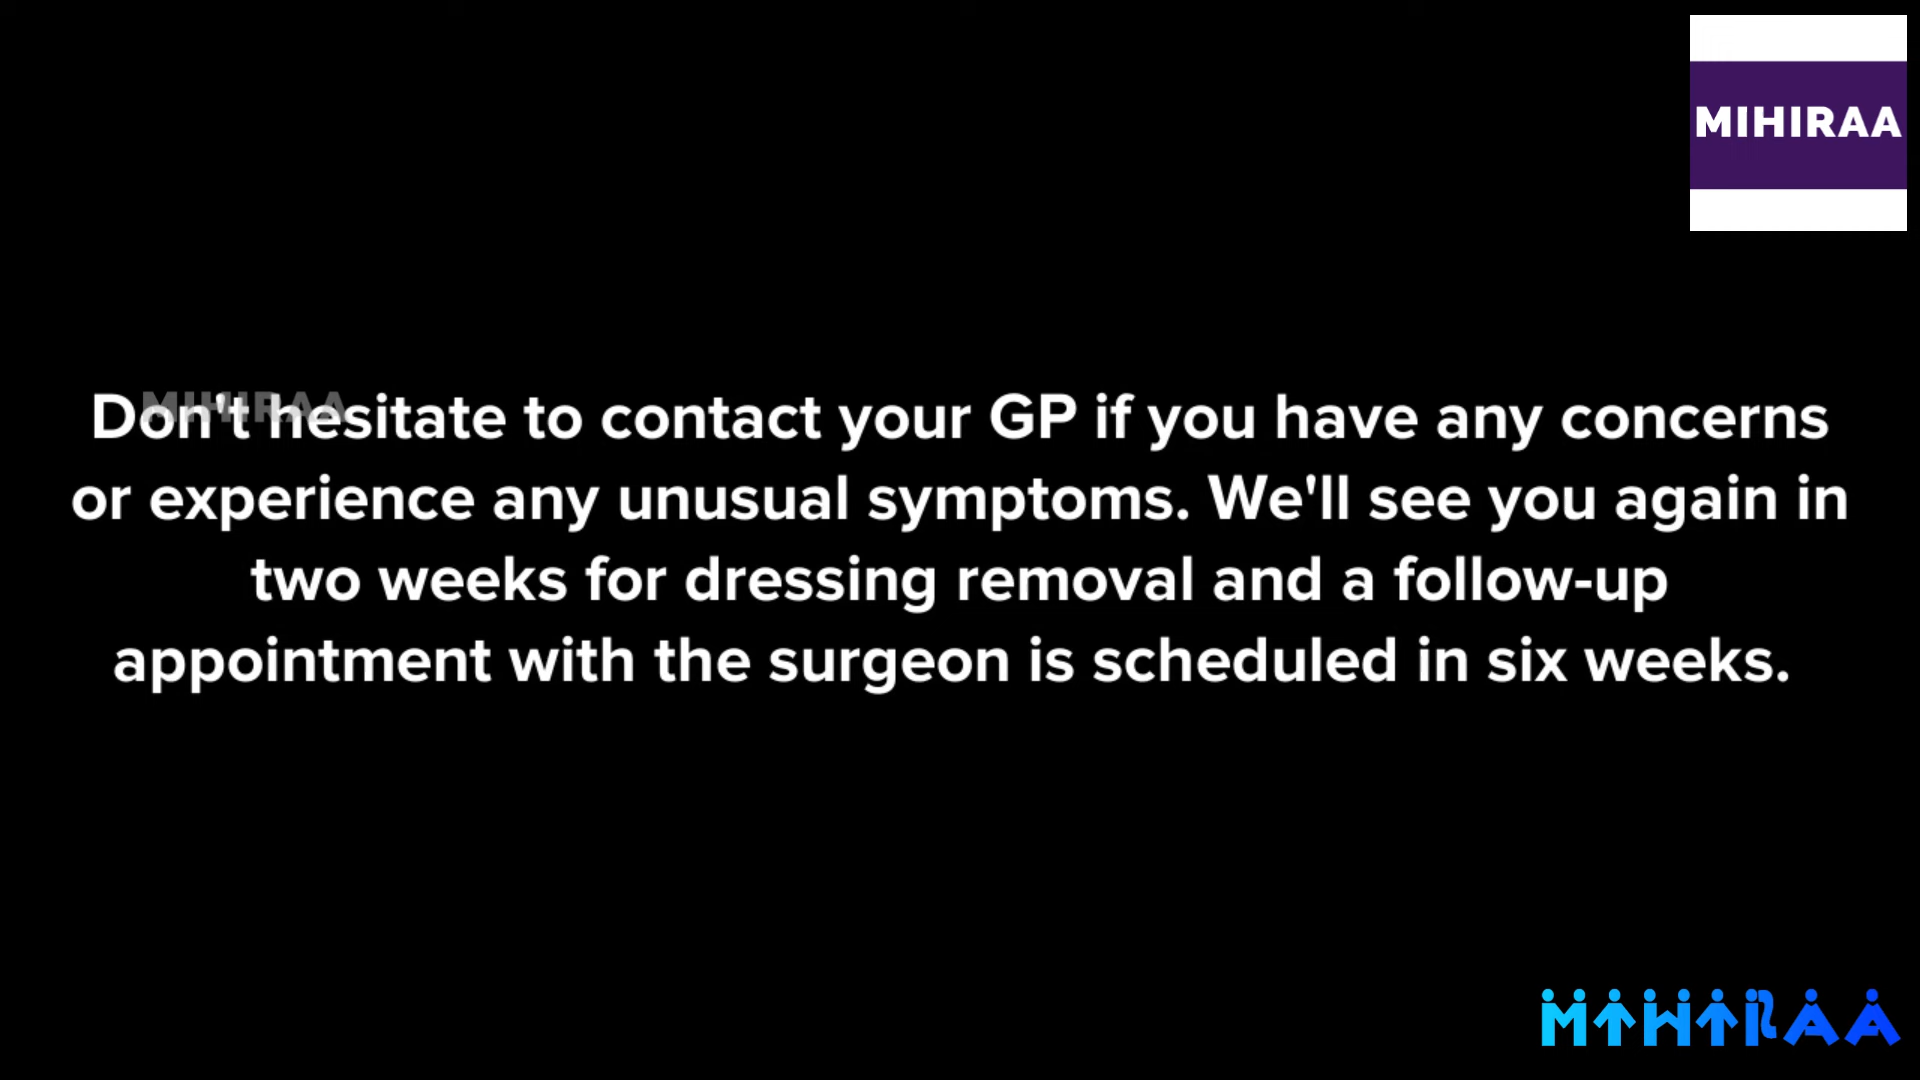 MIHIRAA
MIHIRAA
Don't hesitate to contact your GP if you have any concerns
or experience any unusual symptoms. We'll see you again in
two weeks for dressing removal and a follow-up
appointment with the surgeon is scheduled in six weeks.
MIHIRAA